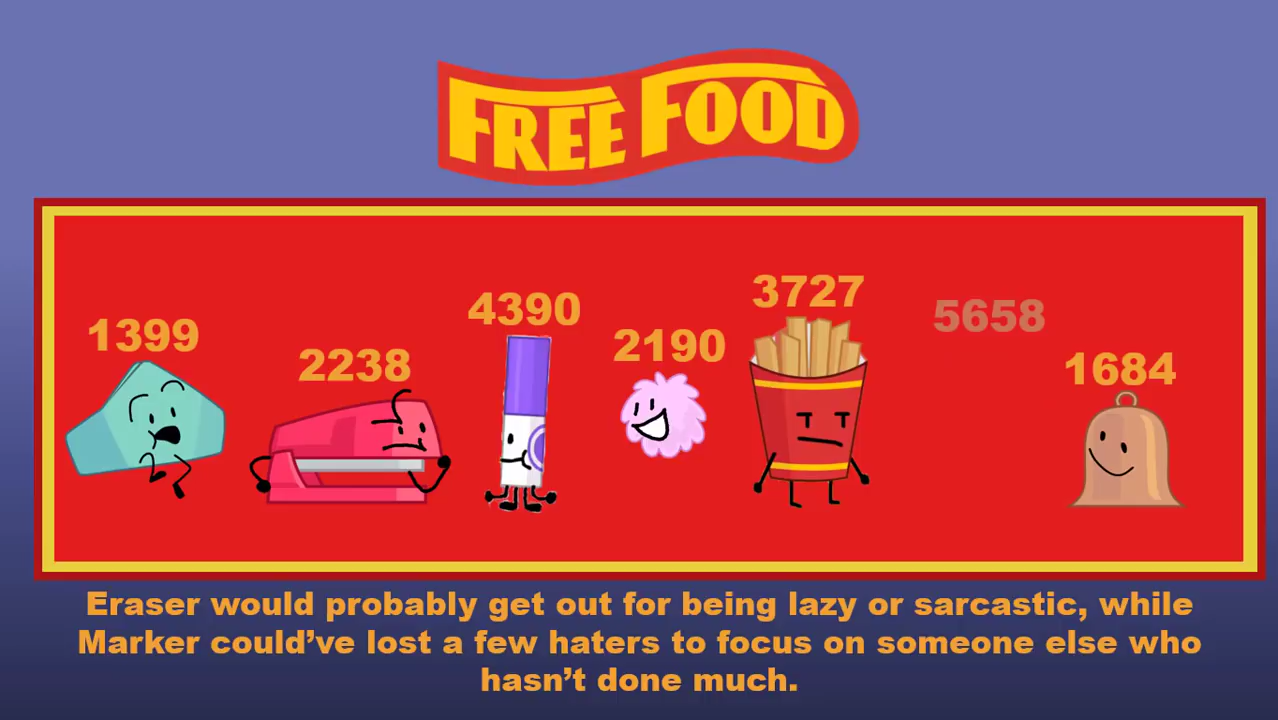 FREE FOOD
1399
2238
4390
2190
3727
5658
1684
Eraser would probably get out for being lazy or sarcastic, while
Marker could’ve lost a few haters to focus on someone else who
hasn’t done much.